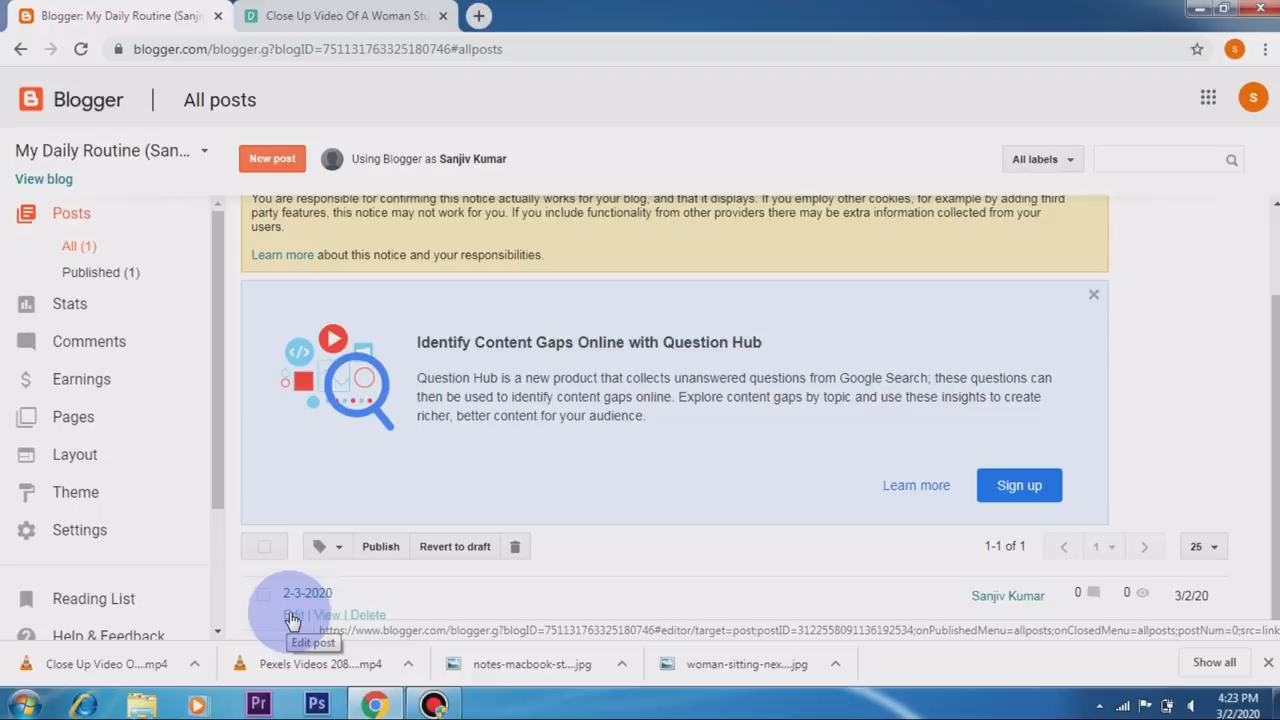 Blogger: My Daily Routine (Sanji
Close Up Video Of A Woman Stu
blogger.com/blogger.g?blogID=751131763325180746#allposts
S
Blogger
All posts
S
My Daily Routine (San...
New post
Using Blogger as Sanjiv Kumar
All labels
View blog
Posts
All (1)
Published (1)
Stats
Comments
Earnings
Pages
Layout
Theme
Settings
Reading List
Help & Feedback
You are responsible for confirming this notice actually works for your blog, and that it displays. If you employ other cookies, for example by adding third
party features, this notice may not work for you. If you include functionality from other providers there may be extra information collected from your
users.
Learn more about this notice and your responsibilities.
Identify Content Gaps Online with Question Hub
Question Hub is a new product that collects unanswered questions from Google Search; these questions can
then be used to identify content gaps online. Explore content gaps by topic and use these insights to create
richer, better content for your audience.
Learn more
Sign up
Publish
Revert to draft
1-1 of 1
1
25
2-3-2020
Sanjiv Kumar
0
0
3/2/20
Edit | View | Delete
https://www.blogger.com/blogger.g?blogID=751131763325180746#editor/target=post;postID=3122558091136192534;onPublishedMenu=allposts;onClosedMenu=allposts;postNum=0;src=link
Edit post
Close Up Video O....mp4
Pexels Videos 208....mp4
notes-macbook-st....jpg
woman-sitting-nex....jpg
Show all
Pr
Ps
4:23 PM
3/2/2020